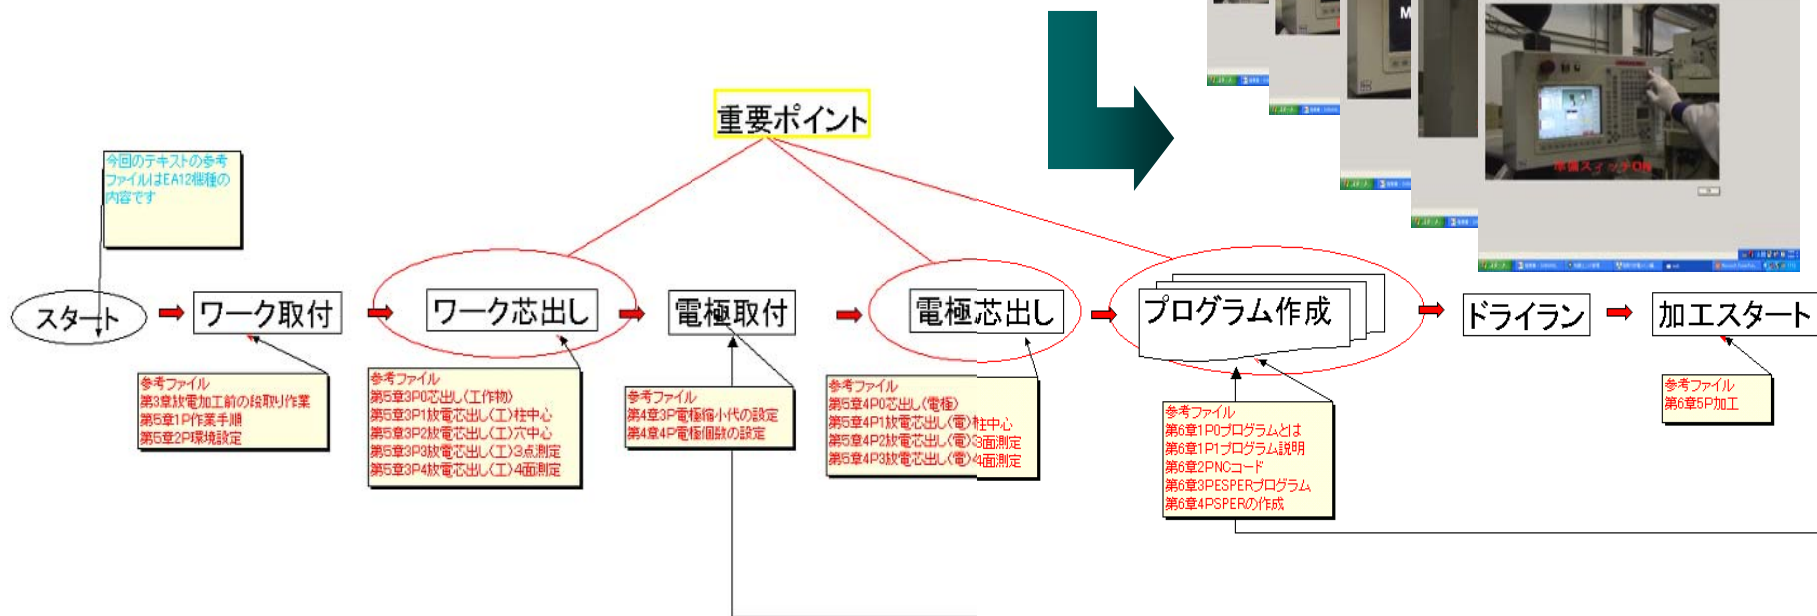 重要ポイント
今回のテキストの参考
ファイルはEA12機種の
内容です
準備スイッチON
スタート
ワーク取付
ワーク芯出し
電極取付
電極芯出し
プログラム作成
ドライラン
加工スタート
参考ファイル
第3章放電加工前の段取り作業
第5章1P作業手順
第5章2P環境設定
参考ファイル
第5章3P0芯出し(工作物)
第5章3P1放電芯出し(工)柱中心
第5章3P2放電芯出し(工)穴中心
第5章3P3放電芯出し(工)3点測定
第5章3P4放電芯出し(工)4面測定
参考ファイル
第4章3P電極縮小代の設定
第4章4P電極個数の設定
参考ファイル
第5章4P0芯出し(電極)
第5章4P1放電芯出し(電)柱中心
第5章4P2放電芯出し(電)3面測定
第5章4P3放電芯出し(電)4面測定
参考ファイル
第6章1P0プログラムとは
第6章1P1プログラム説明
第6章2PNCコード
第6章3PESPERプログラム
第6章4PSPERの作成
参考ファイル
第6章5P加工